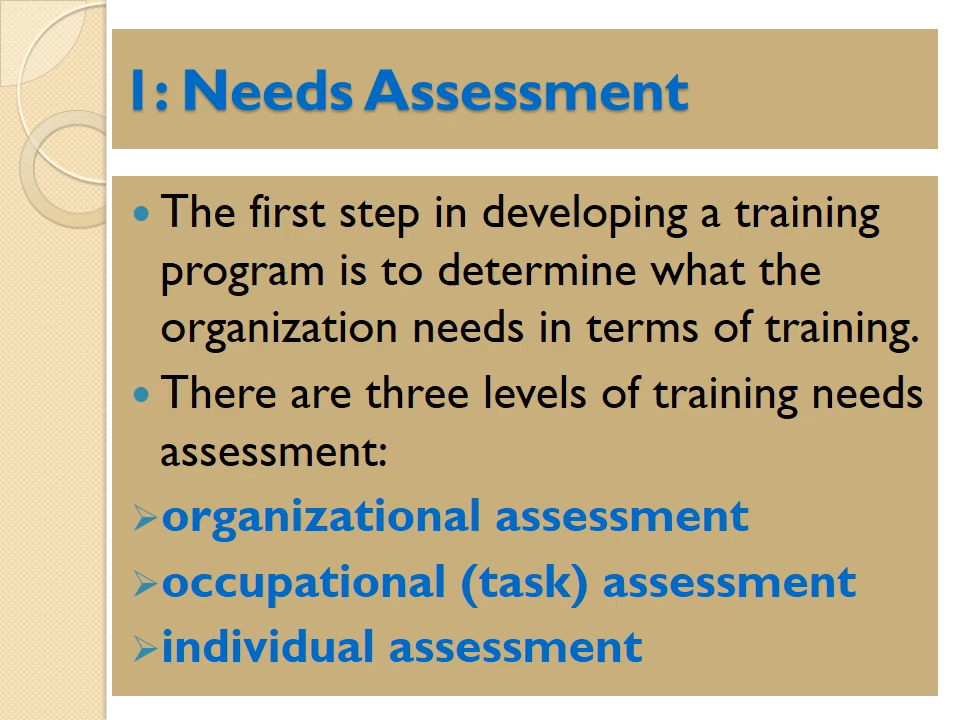 1: Needs Assessment
• The first step in developing a training
program is to determine what the
organization needs in terms of training.
• There are three levels of training needs
assessment:
➢ organizational assessment
➢ occupational (task) assessment
➢ individual assessment